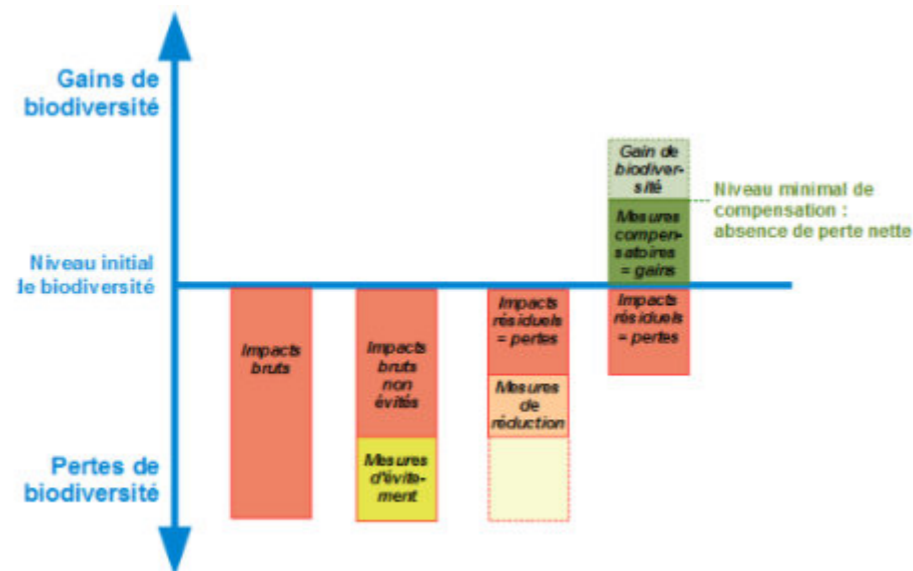 Gains de
biodiversité
Gain de
biodiver-
sité
Niveau minimal de
compensation :
absence de perte nette
Mesures
compen-
satoires
= gains
Niveau initial
de biodiversité
Impacts
bruts
Impacts
bruts
non
évités
Impacts
résiduels
= pertes
Impacts
résiduels
= pertes
Mesures
de
réduction
Mesures
d'évite-
ment
Pertes de
biodiversité